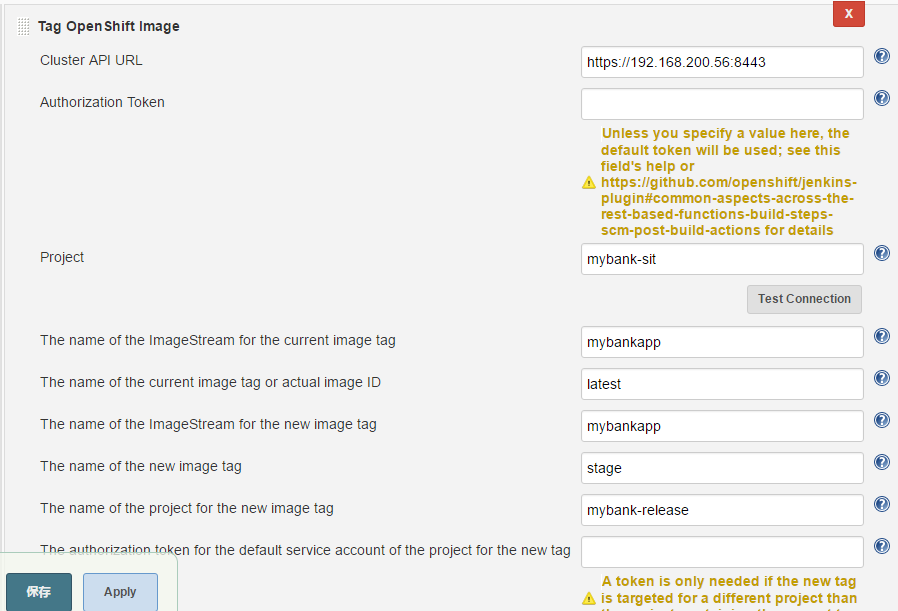 Tag OpenShift Image
X
Cluster API URL
https://192.168.200.56:8443
Authorization Token
Unless you specify a value here, the
default token will be used; see this
field's help or
https://github.com/openshift/jenkins-
plugin#common-aspects-across-the-
rest-based-functions-build-steps-
scm-post-build-actions for details
Project
mybank-sit
Test Connection
The name of the ImageStream for the current image tag
mybankapp
The name of the current image tag or actual image ID
latest
The name of the ImageStream for the new image tag
mybankapp
The name of the new image tag
stage
The name of the project for the new image tag
mybank-release
The authorization token for the default service account of the project for the new tag
A token is only needed if the new tag
is targeted for a different project than
保存
Apply